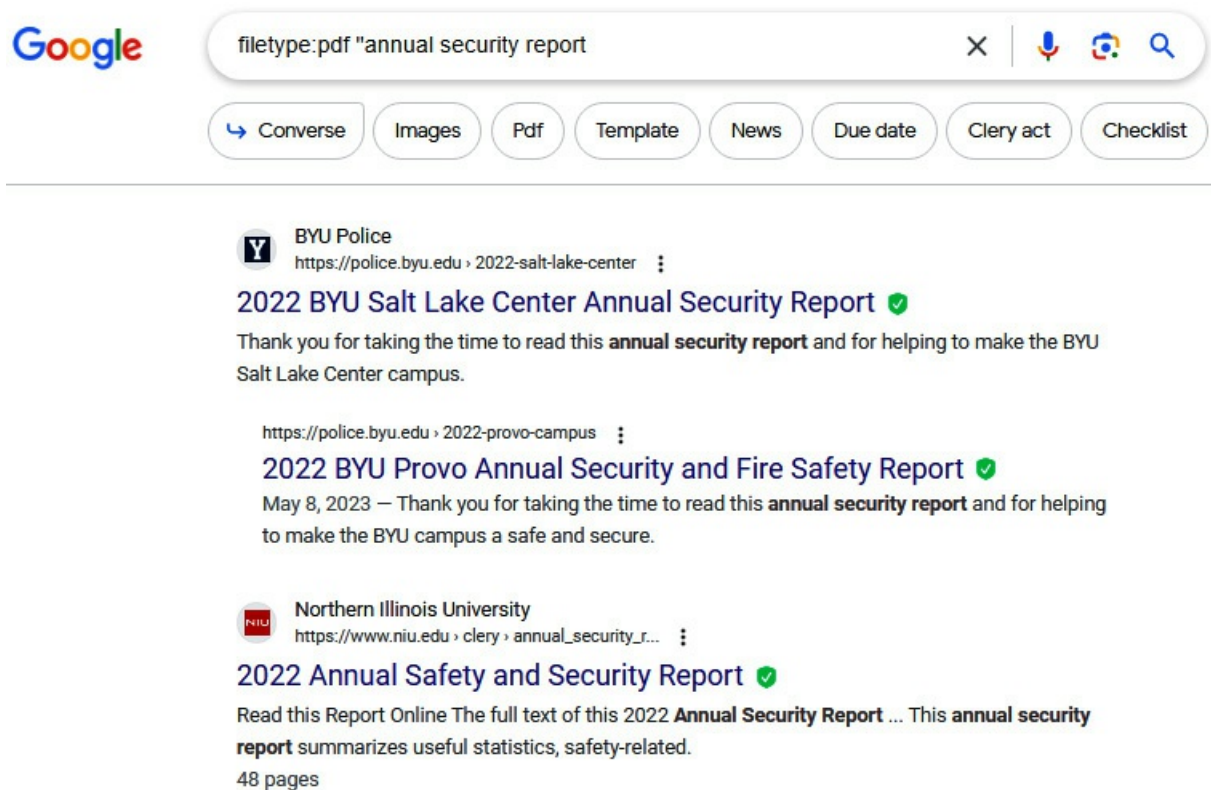 Google
filetype:pdf "annual security report
Converse
Images
Pdf
Template
News
Due date
Clery act
Checklist
Y
BYU Police
https://police.byu.edu › 2022-salt-lake-center
2022 BYU Salt Lake Center Annual Security Report
Thank you for taking the time to read this annual security report and for helping to make the BYU
Salt Lake Center campus.
https://police.byu.edu › 2022-provo-campus
2022 BYU Provo Annual Security and Fire Safety Report
May 8, 2023 — Thank you for taking the time to read this annual security report and for helping
to make the BYU campus a safe and secure.
NIU
Northern Illinois University
https://www.niu.edu › clery › annual_security_r...
2022 Annual Safety and Security Report
Read this Report Online The full text of this 2022 Annual Security Report ... This annual security
report summarizes useful statistics, safety-related.
48 pages